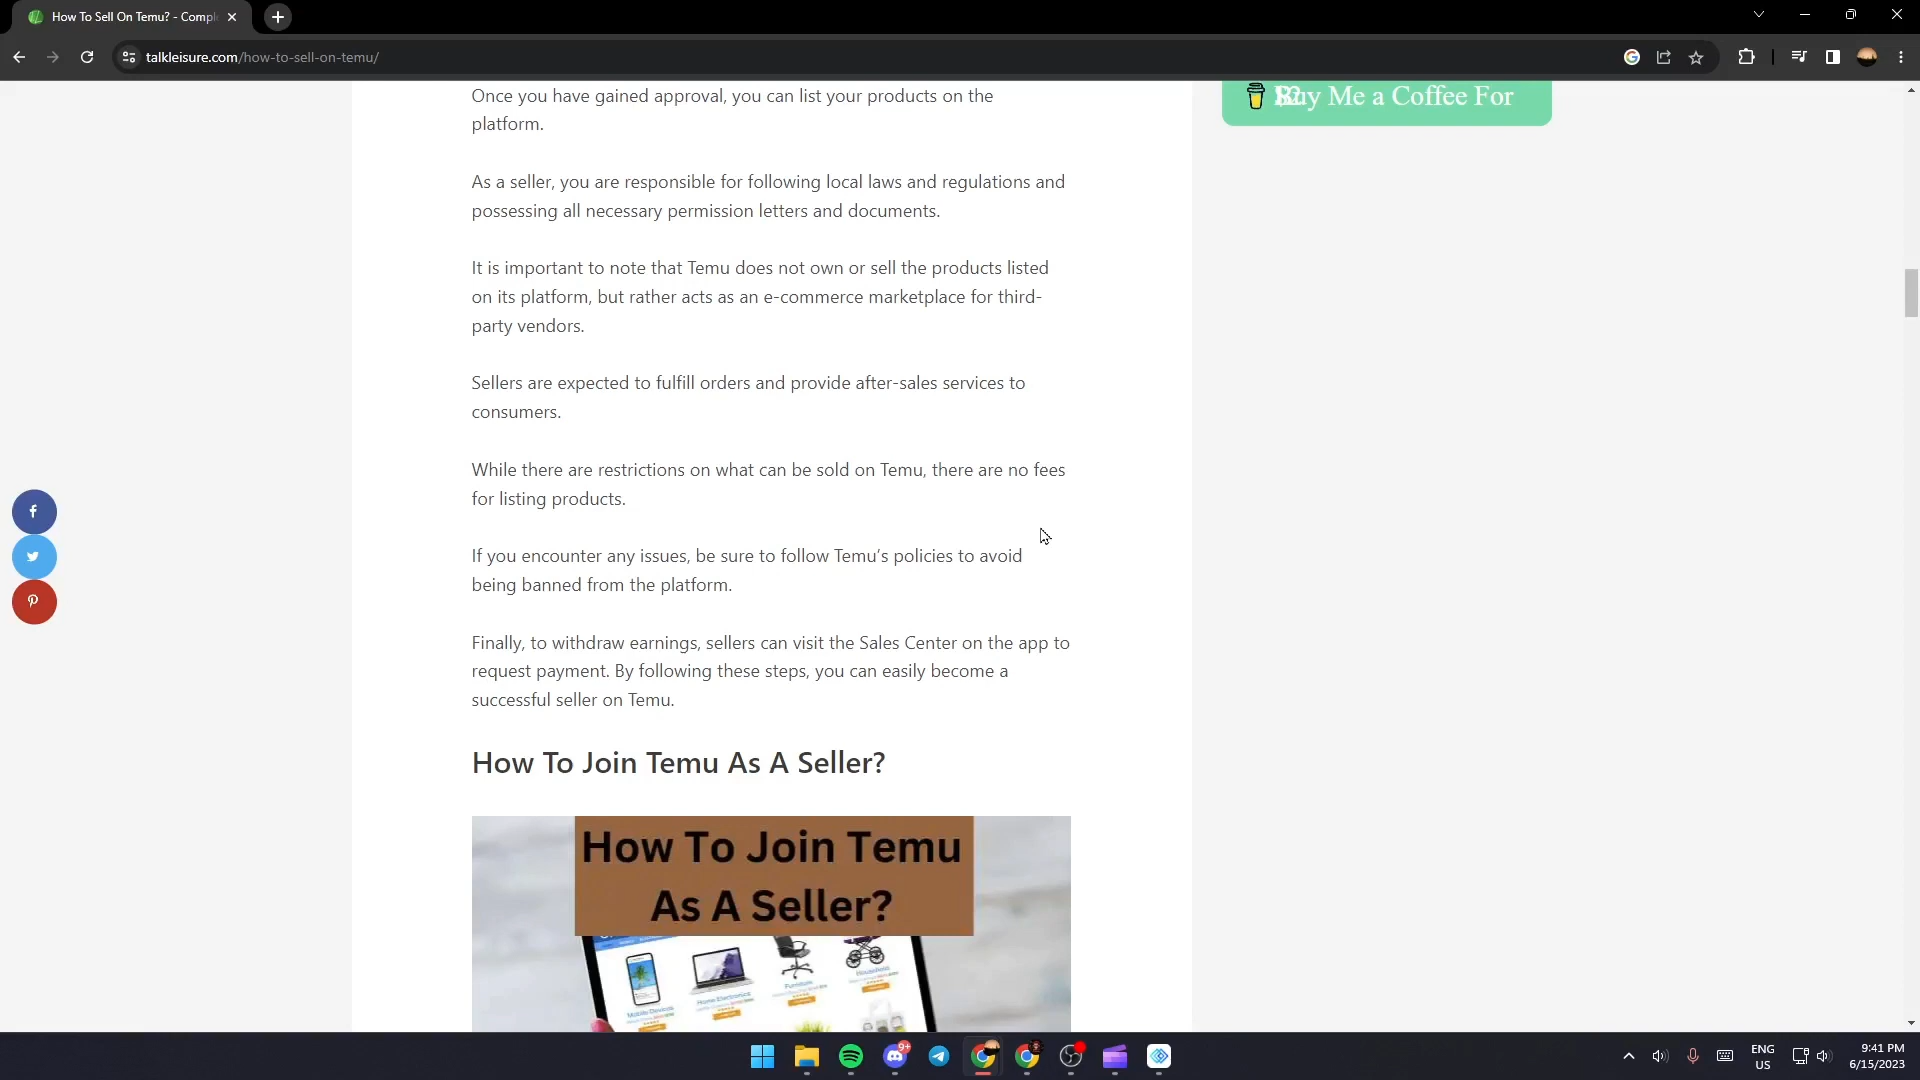 How To Sell On Temu? - Compl
talkleisure.com/how-to-sell-on-temu/
Once you have gained approval, you can list your products on the
platform.
Buy Me a Coffee For
As a seller, you are responsible for following local laws and regulations and
possessing all necessary permission letters and documents.
It is important to note that Temu does not own or sell the products listed
on its platform, but rather acts as an e-commerce marketplace for third-
party vendors.
Sellers are expected to fulfill orders and provide after-sales services to
consumers.
While there are restrictions on what can be sold on Temu, there are no fees
for listing products.
If you encounter any issues, be sure to follow Temu's policies to avoid
being banned from the platform.
Finally, to withdraw earnings, sellers can visit the Sales Center on the app to
request payment. By following these steps, you can easily become a
successful seller on Temu.
How To Join Temu As A Seller?
How To Join Temu
As A Seller?
Mobile Devices
Home Electronics
Furniture
Household
9+
ENG
US
9:41 PM
6/15/2023